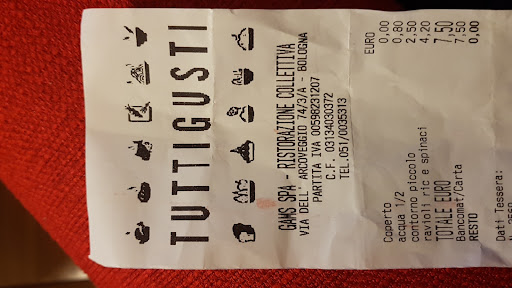 TUTTIGUSTI
GAMS SPA - RISTORAZIONE COLLETTIVA
VIA DELL' ARCOVEGGIO 74/3/A - BOLOGNA
PARTITA IVA 00598231207
C.F. 03134030372
TEL.051/0035313
EURO
Coperto 0,00
acqua 1/2 0,80
contorno piccolo 2,50
ravioli ric e spinaci 4,20
TOTALE EURO 7,50
Bancomat/Carta 7,50
RESTO 0,00
Dati Tessera: